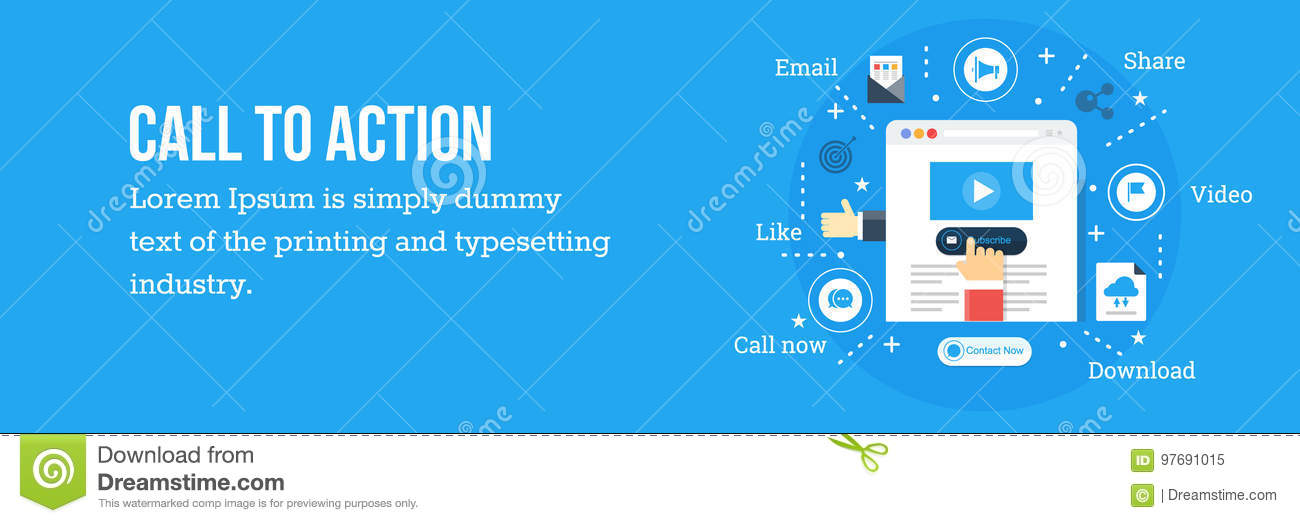 CALL TO ACTION
Lorem Ipsum is simply dummy
text of the printing and typesetting
industry.
Email
Share
Like
Video
Subscribe
Call now
Contact Now
Download
Download from
Dreamstime.com
This watermarked comp image is for previewing purposes only.
ID 97691015
© | Dreamstime.com
dreamstime
dreamstime
dreamstime